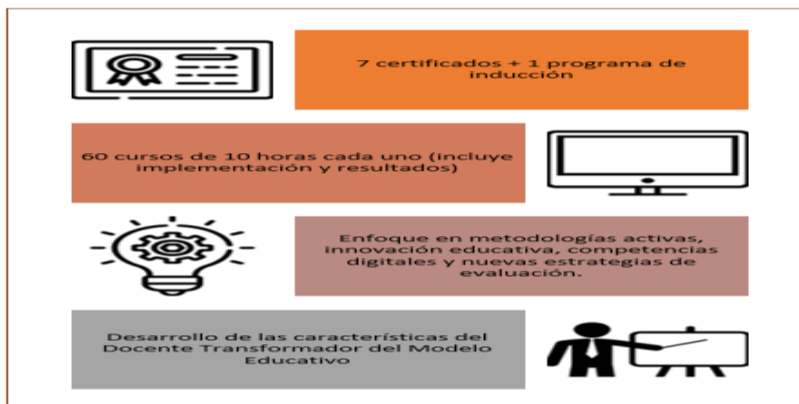 7 certificados + 1 programa de
inducción
60 cursos de 10 horas cada uno (incluye
implementación y resultados)
Enfoque en metodologías activas,
innovación educativa, competencias
digitales y nuevas estrategias de
evaluación.
Desarrollo de las características del
Docente Transformador del Modelo
Educativo